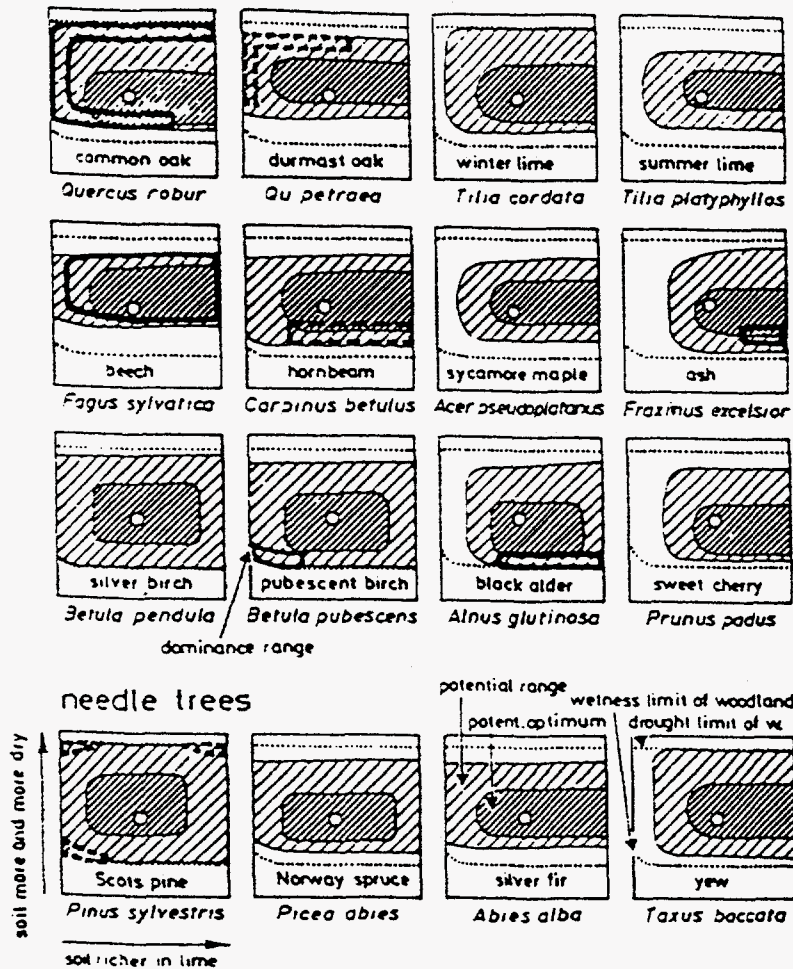 common oak
durmast oak
winter lime
summer lime
Quercus robur
Qu petraea
Tilia cordata
Tilia platyphyllos
beech
hornbeam
sycamore maple
ash
Fagus sylvatica
Carpinus betulus
Acer pseudoplatanus
Fraximus excelsior
silver birch
pubescent birch
black alder
sweet cherry
Betula pendula
Betula pubescens
Alnus glutinosa
Prunus padus
dominance range
needle trees
potential range
wetness limit of woodland
potent. optimum
drought limit of w.
soil more and more dry
Scots pine
Norway spruce
silver fir
yew
Pinus sylvestris
Picea abies
Abies alba
Taxus baccata
soil richer in lime